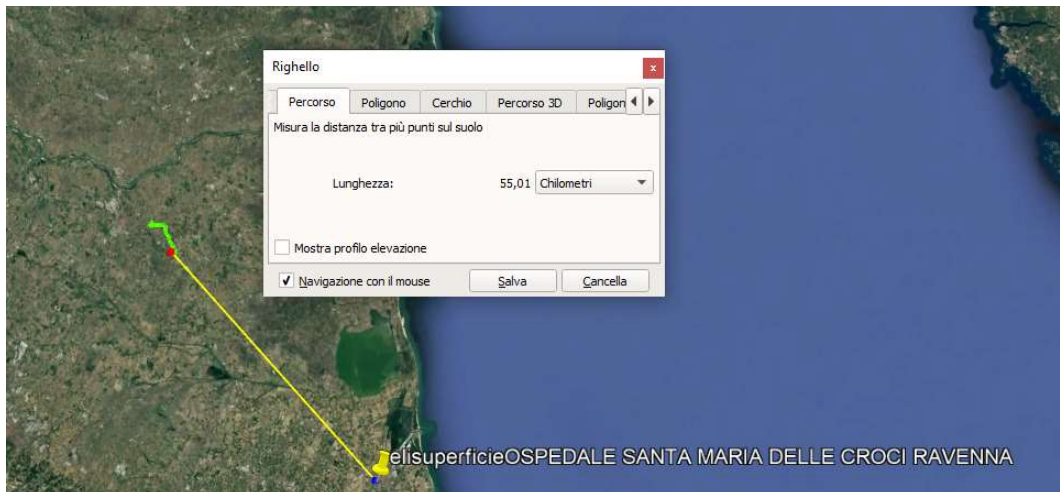 Righello
x
Percorso Poligono Cerchio Percorso 3D Poligon
Misura la distanza tra più punti sul suolo
Lunghezza: 55,01 Chilometri
Mostra profilo elevazione
Navigazione con il mouse Salva Cancella
elisuperficieOSPEDALE SANTA MARIA DELLE CROCI RAVENNA